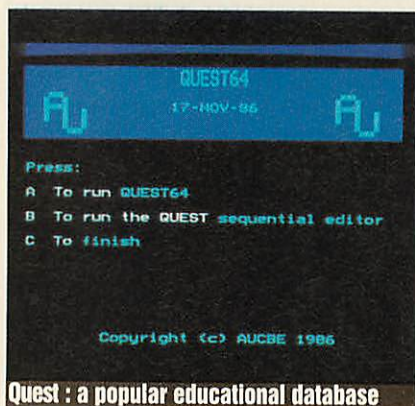 QUEST64
AU 17-NOV-86 AU
Press:
A To run QUEST64
B To run the QUEST sequential editor
C To finish
Copyright (c) AUCBE 1986
Quest : a popular educational database